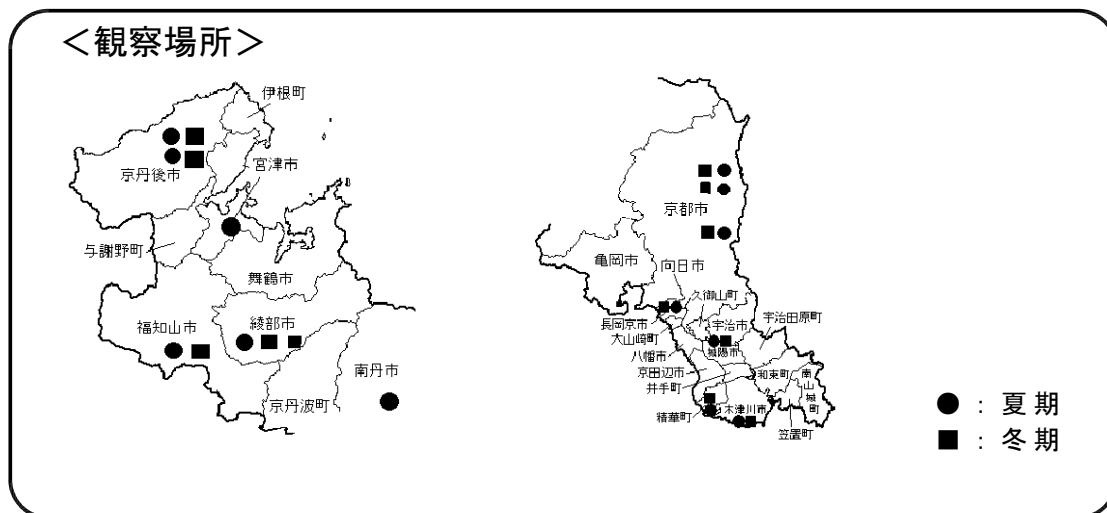 ＜観察場所＞
伊根町
宮津市
京丹後市
与謝野町
舞鶴市
福知山市
綾部市
南丹市
京丹波町
京都市
亀岡市
向日市
久御山町
長岡京市
宇治市
宇治田原町
大山崎町
八幡市
城陽市
京田辺市
井手町
和束町
南山城町
精華町
木津川市
笠置町
●：夏期
■：冬期